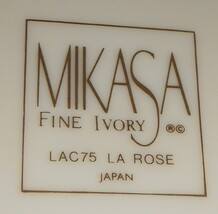 MIKASA
FINE IVORY ®©
LAC75 LA ROSE
JAPAN